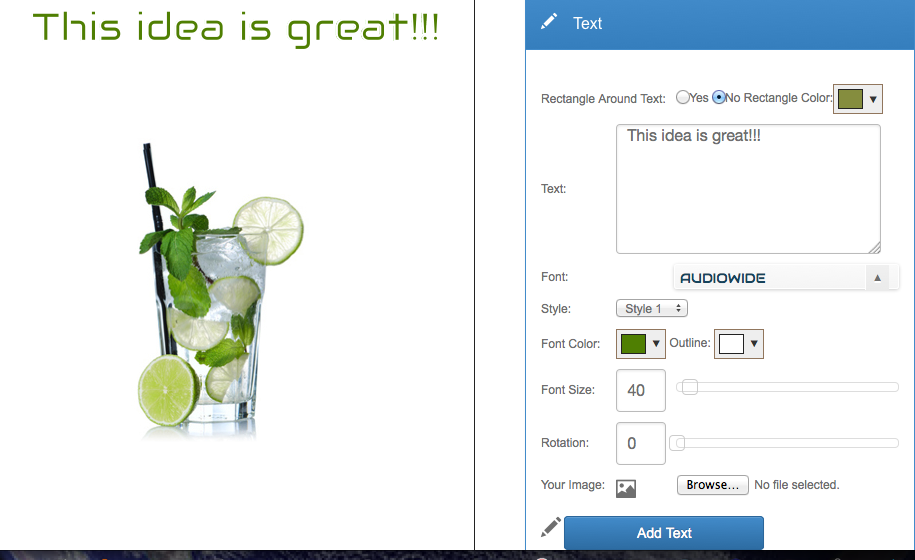 This idea is great!!!
Text
Rectangle Around Text: Yes No Rectangle Color:
This idea is great!!!
Text:
Font: AUDIOWIDE
Style: Style 1
Font Color: Outline:
Font Size: 40
Rotation: 0
Your Image: Browse... No file selected.
Add Text